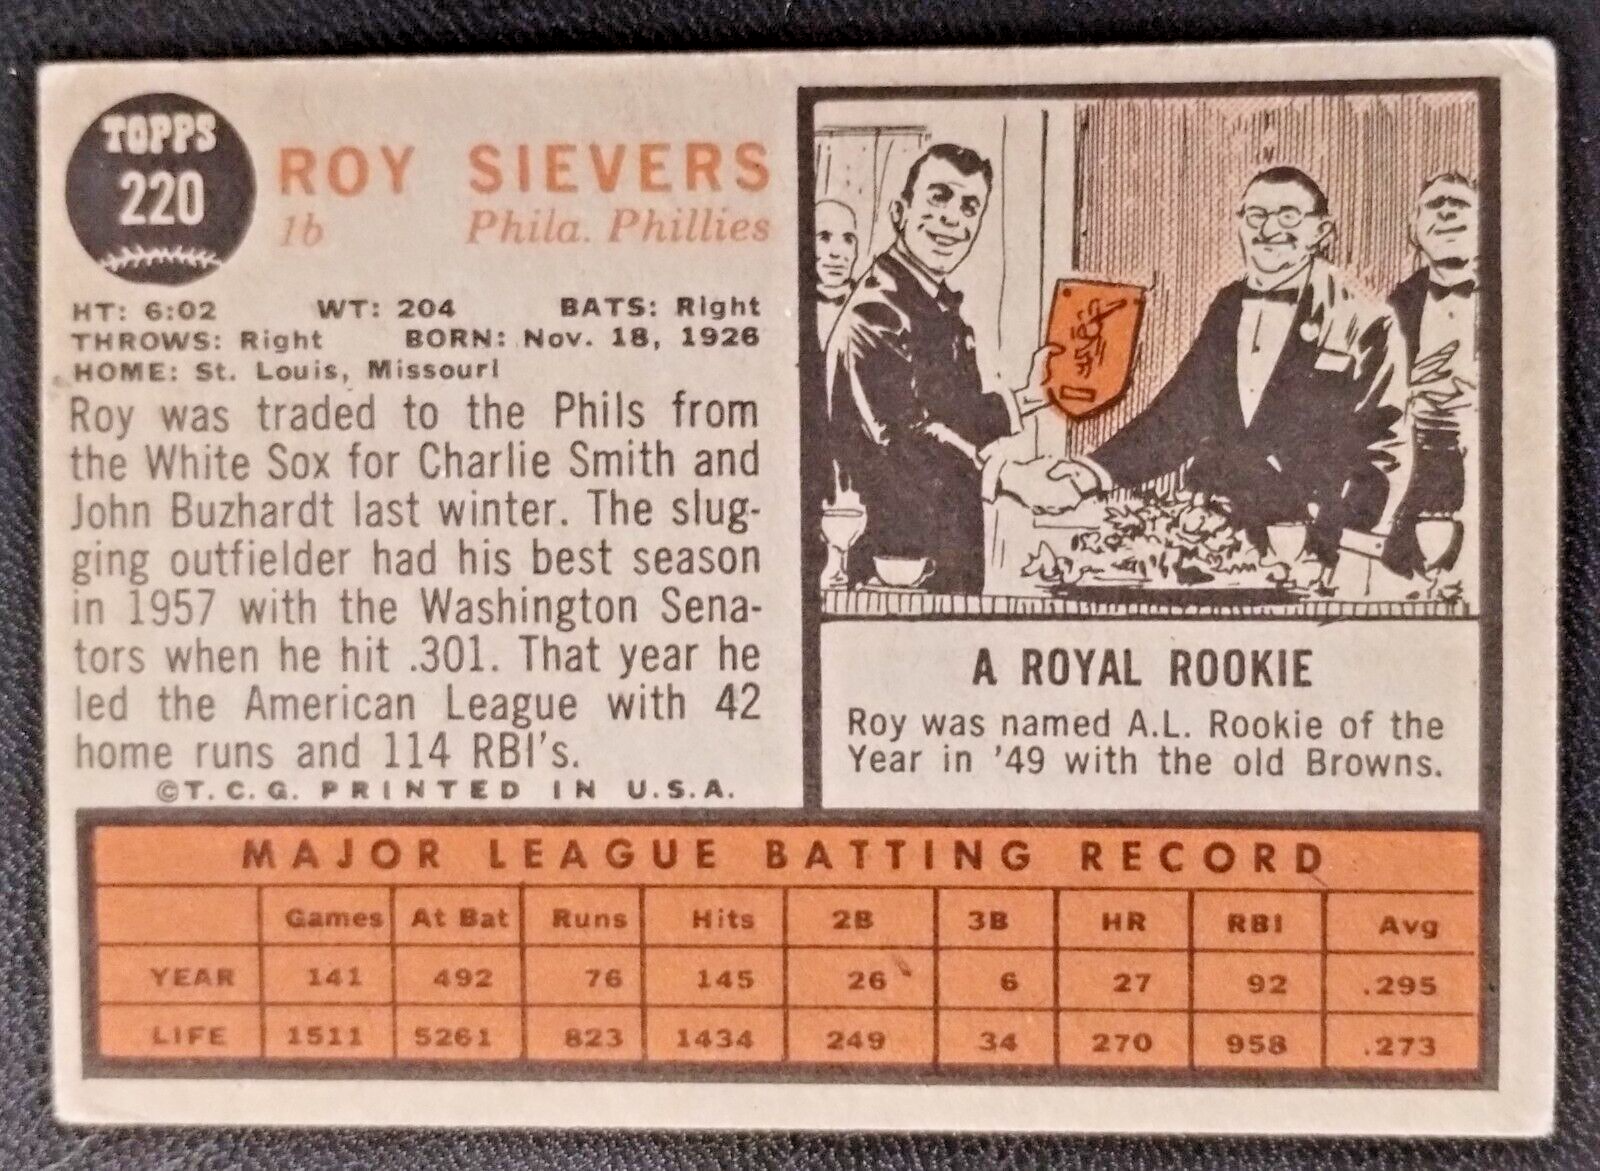 TOPPS
220
ROY SIEVERS
1b Phila. Phillies
HT: 6:02 WT: 204 BATS: Right
THROWS: Right BORN: Nov. 18, 1926
HOME: St. Louis, Missouri
Roy was traded to the Phils from
the White Sox for Charlie Smith and
John Buzhardt last winter. The slug-
ging outfielder had his best season
in 1957 with the Washington Sena-
tors when he hit .301. That year he
led the American League with 42
home runs and 114 RBI's.
©T.C.G. PRINTED IN U.S.A.
A ROYAL ROOKIE
Roy was named A.L. Rookie of the
Year in '49 with the old Browns.
MAJOR LEAGUE BATTING RECORD
Games At Bat Runs Hits 2B 3B HR RBI Avg
YEAR 141 492 76 145 26 6 27 92 .295
LIFE 1511 5261 823 1434 249 34 270 958 .273